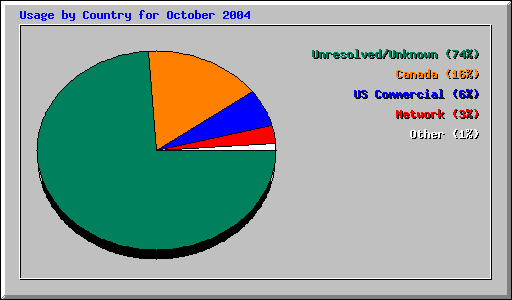 Usage by Country for October 2004
Unresolved/Unknown (74%)
Canada (16%)
US Commercial (6%)
Network (3%)
Other (1%)